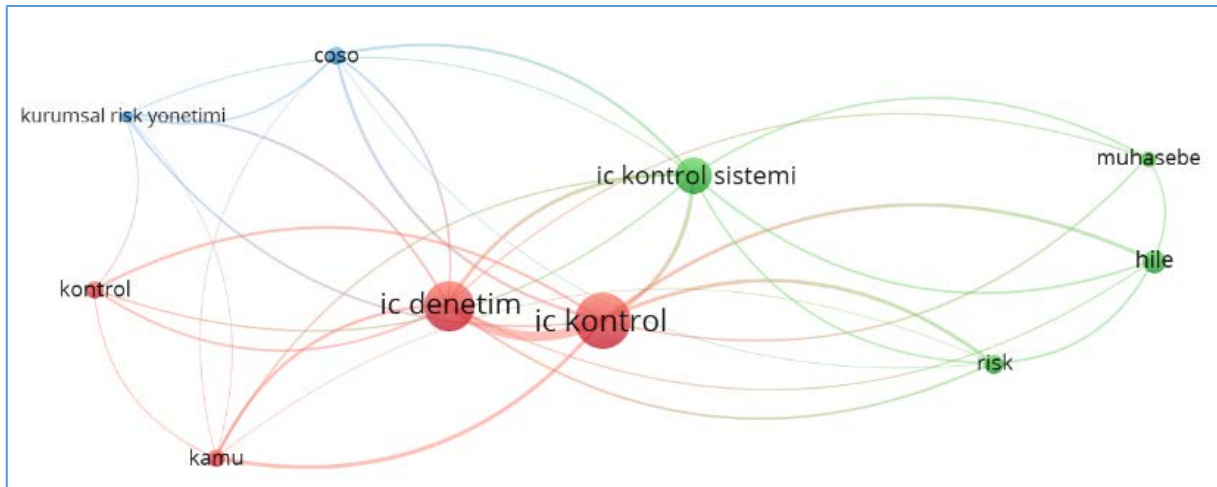 coso
kurumsal risk yonetimi
muhasebe
ic kontrol sistemi
hile
kontrol
ic denetim
ic kontrol
risk
kamu